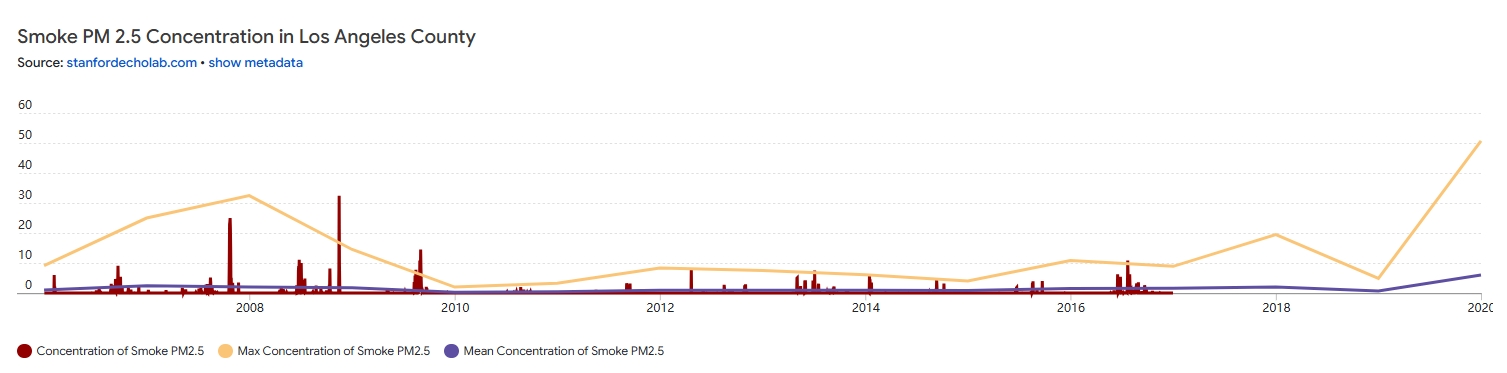 Smoke PM 2.5 Concentration in Los Angeles County
Source: stanfordecholab.com • show metadata
60
50
40
30
20
10
0
2008 2010 2012 2014 2016 2018 2020
Concentration of Smoke PM2.5 Max Concentration of Smoke PM2.5 Mean Concentration of Smoke PM2.5